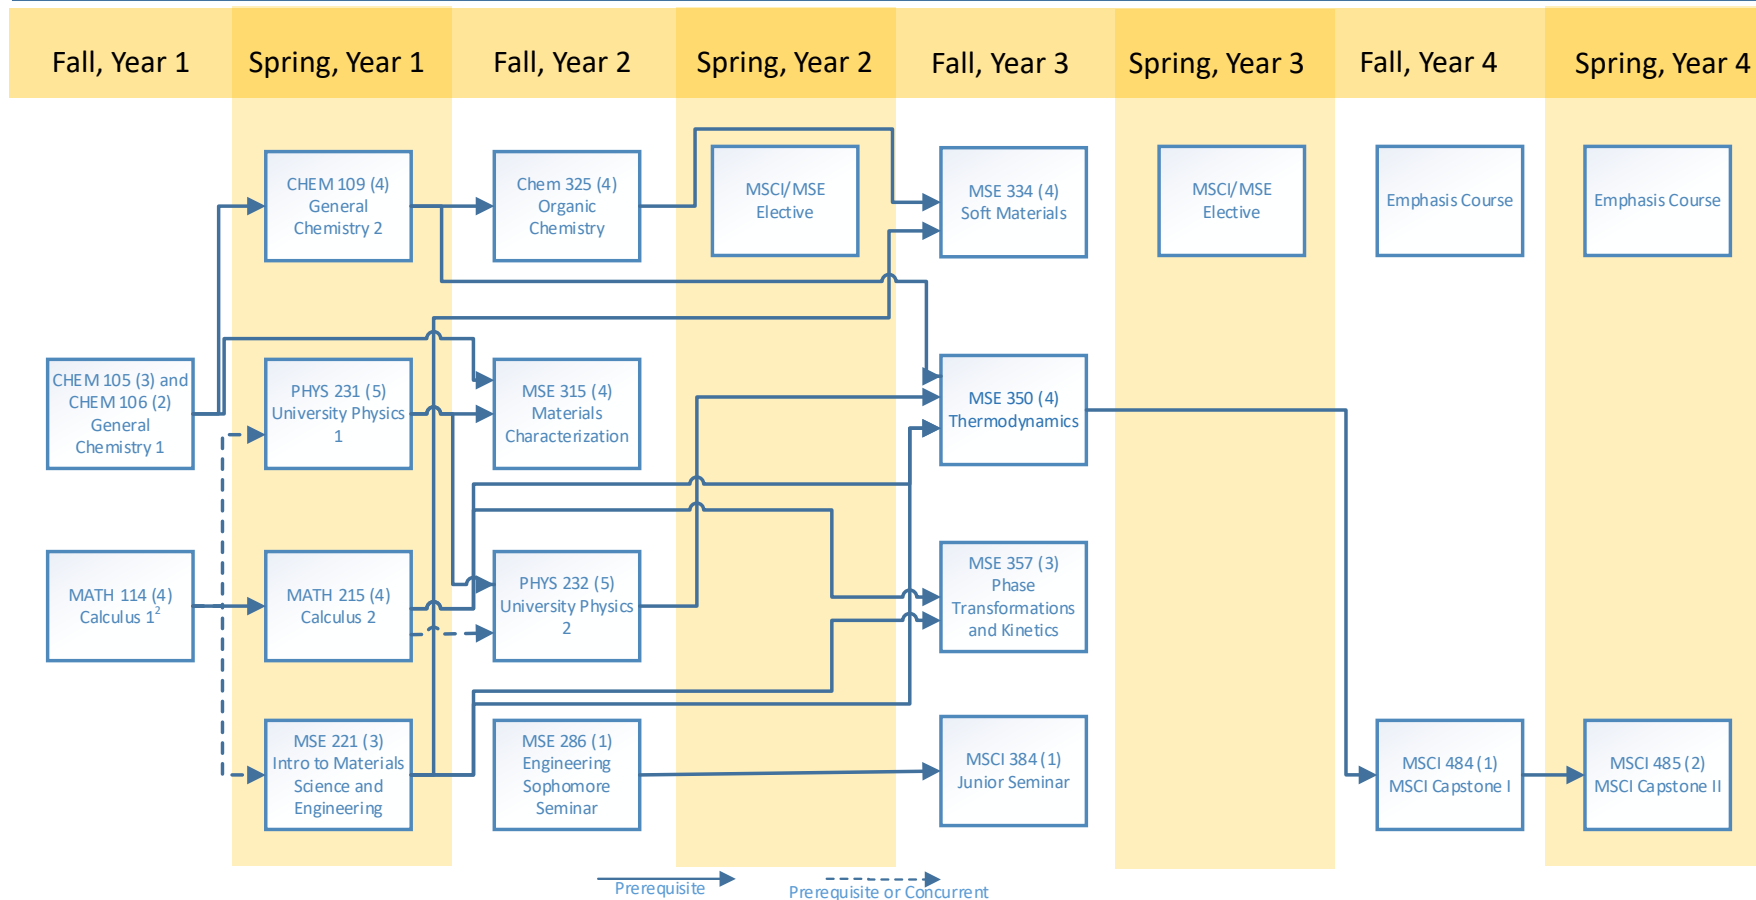 Fall, Year 1
Spring, Year 1
Fall, Year 2
Spring, Year 2
Fall, Year 3
Spring, Year 3
Fall, Year 4
Spring, Year 4
CHEM 109 (4)
General
Chemistry 2
Chem 325 (4)
Organic
Chemistry
MSCI/MSE
Elective
MSE 334 (4)
Soft Materials
MSCI/MSE
Elective
Emphasis Course
Emphasis Course
CHEM 105 (3) and
CHEM 106 (2)
General
Chemistry 1
PHYS 231 (5)
University Physics
1
MSE 315 (4)
Materials
Characterization
MSE 350 (4)
Thermodynamics
MATH 114 (4)
Calculus 1²
MATH 215 (4)
Calculus 2
PHYS 232 (5)
University Physics
2
MSE 357 (3)
Phase
Transformations
and Kinetics
MSE 221 (3)
Intro to Materials
Science and
Engineering
MSE 286 (1)
Engineering
Sophomore
Seminar
MSCI 384 (1)
Junior Seminar
MSCI 484 (1)
MSCI Capstone I
MSCI 485 (2)
MSCI Capstone II
Prerequisite
Prerequisite or Concurrent